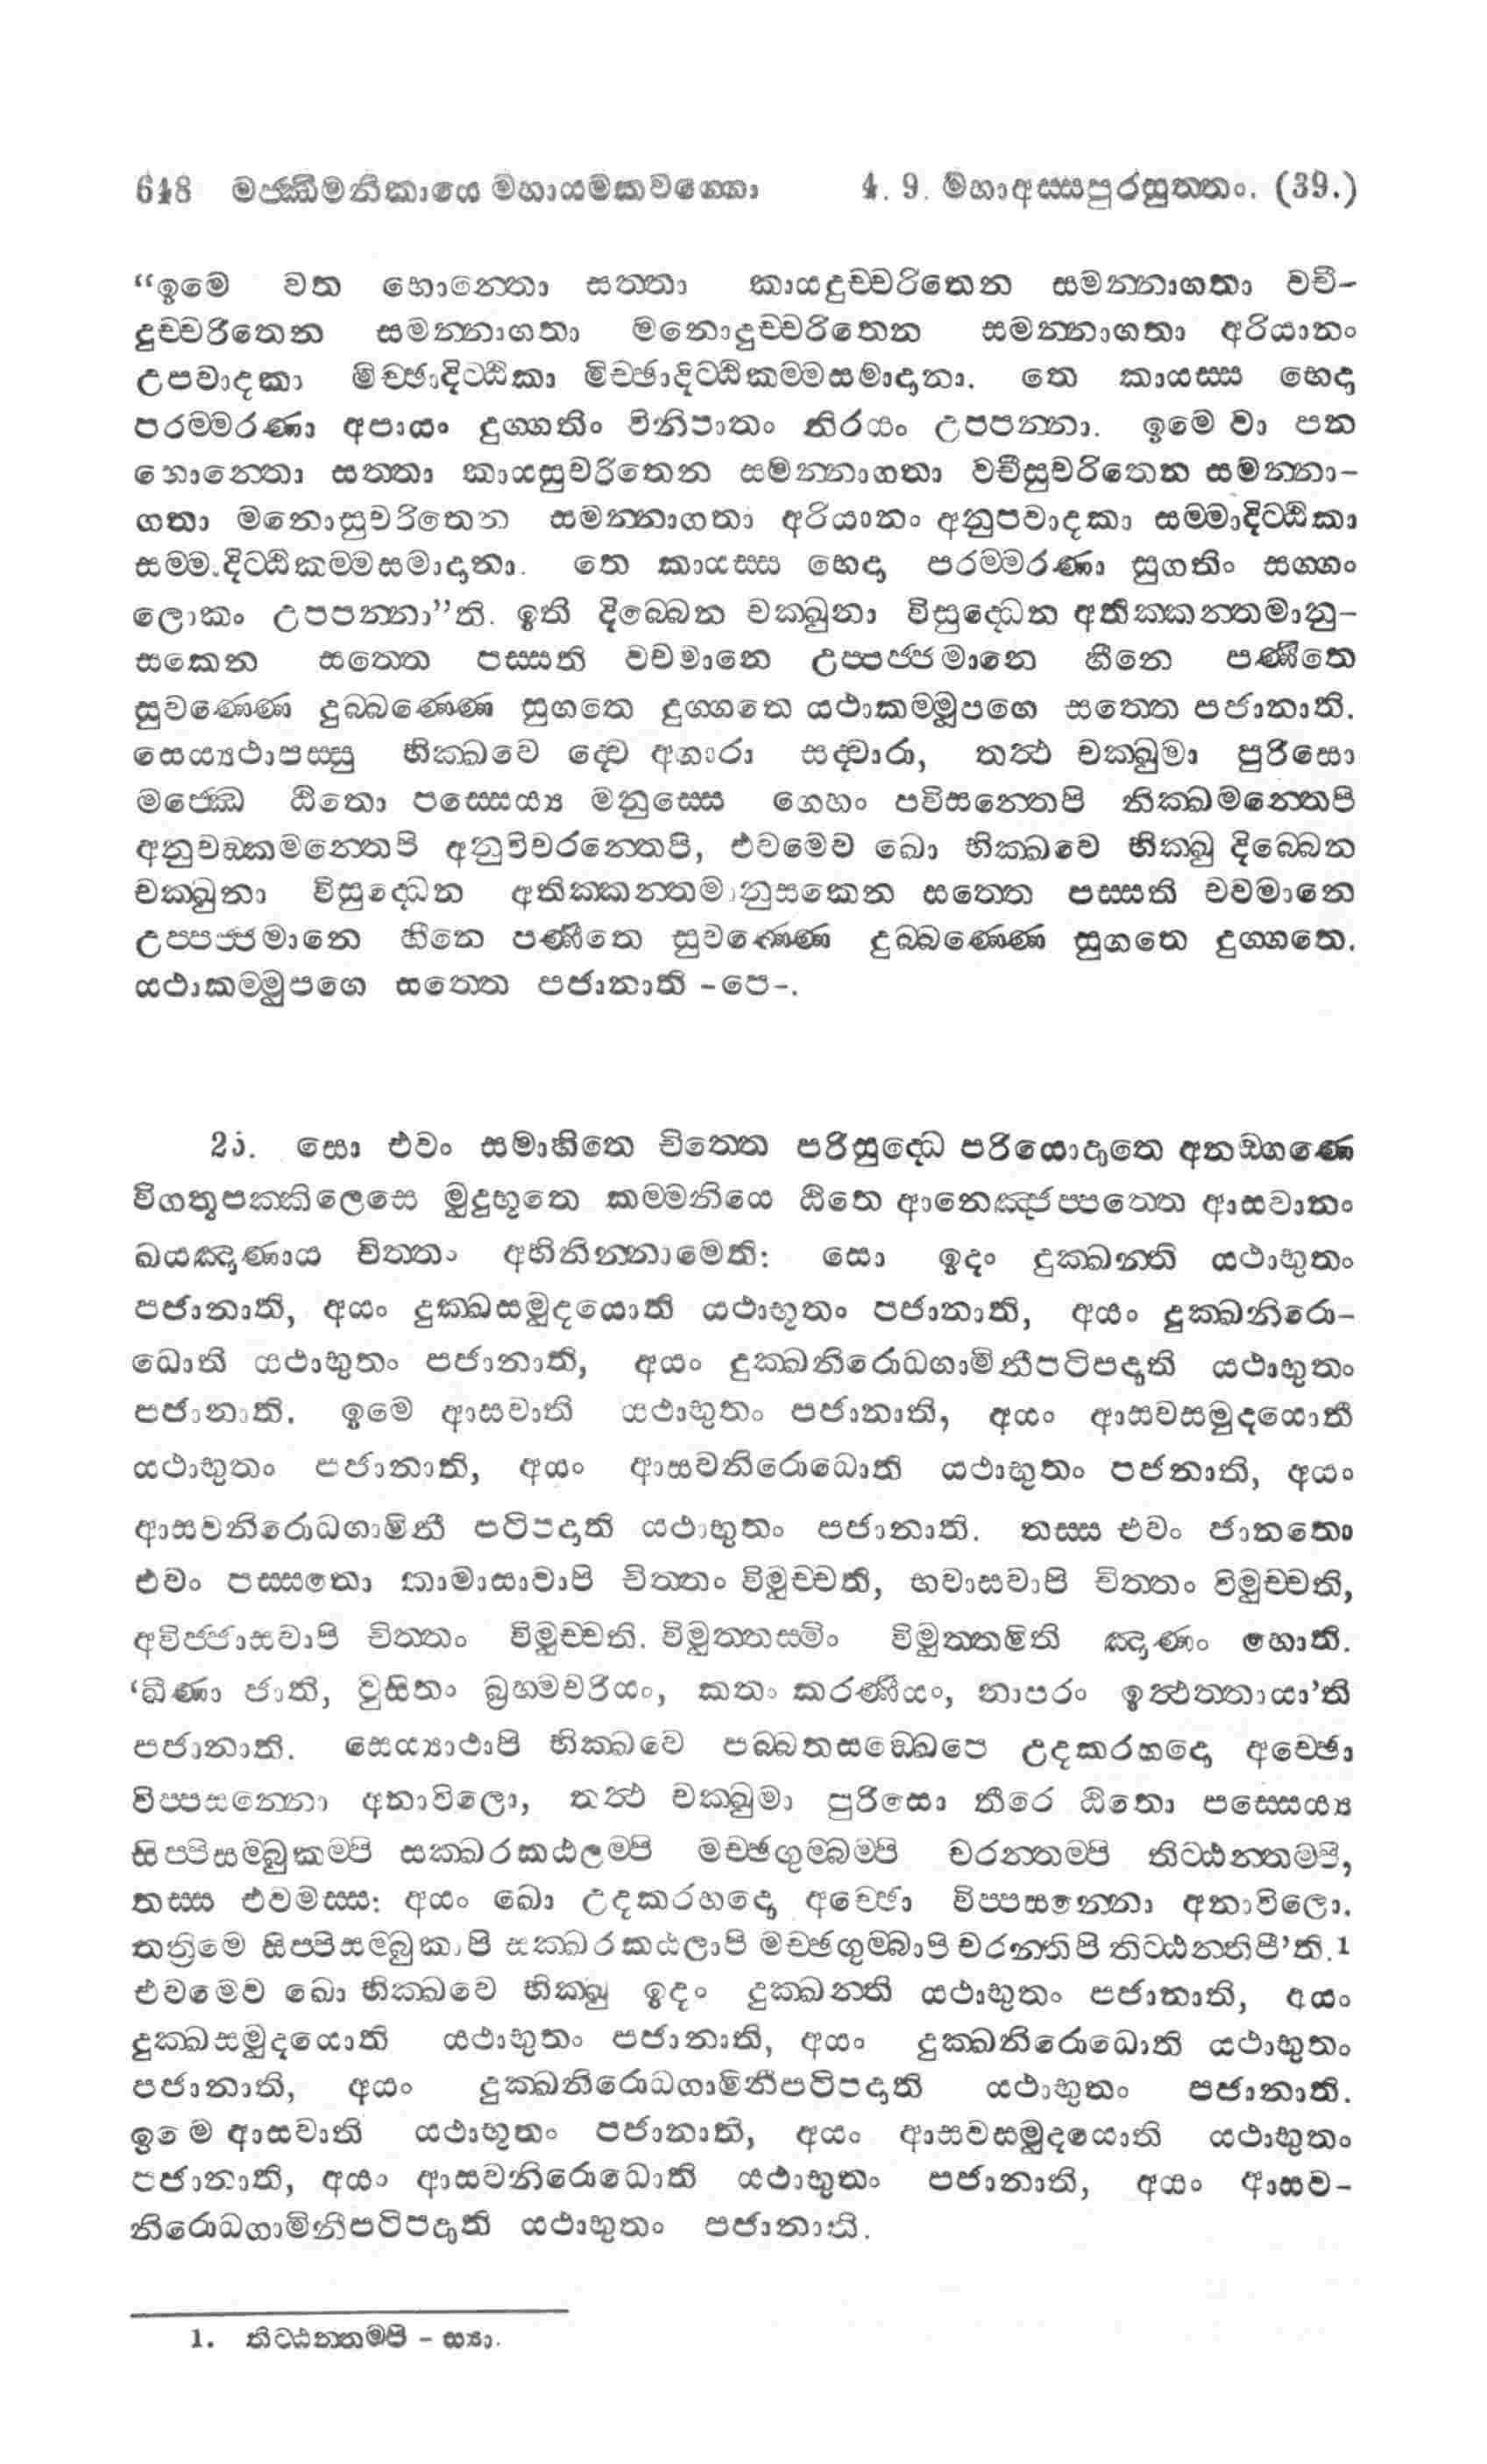 648 මජ්ඣිමනිකායෙ මහායමකවග්ගො 4. 9. මහාඅස්සපුරසුත්තං. (39.)
“ඉමෙ වත භොන්තො සත්තා කායදුච්චරිතෙන සමන්නාගතා වචී-
දුච්චරිතෙන සමන්නාගතා මනොදුච්චරිතෙන සමන්නාගතා අරියානං
උපවාදකා මිච්ඡාදිට්ඨිකා මිච්ඡාදිට්ඨිකම්මසමාදානා. තෙ කායස්ස භෙදා
පරම්මරණා අපායං දුග්ගතිං විනිපාතං නිරයං උපපන්නා. ඉමෙ වා පන
භොන්තො සත්තා කායසුචරිතෙන සමන්නාගතා වචීසුචරිතෙන සමන්නා-
ගතා මනොසුචරිතෙන සමන්නාගතා අරියානං අනුපවාදකා සම්මාදිට්ඨිකා
සම්මාදිට්ඨිකම්මසමාදානා. තෙ කායස්ස භෙදා පරම්මරණා සුගතිං සග්ගං
ලොකං උපපන්නා”ති. ඉති දිබ්බෙන චක්ඛුනා විසුද්ධෙන අතික්කන්තමානු-
සකෙන සත්තෙ පස්සති චවමානෙ උප්පජ්ජමානෙ හීනෙ පණීතෙ
සුවණ්ණෙ දුබ්බණ්ණෙ සුගතෙ දුග්ගතෙ යථාකම්මූපගෙ සත්තෙ පජානාති.
සෙය්‍යථාපස්සු භික්ඛවෙ ද්වෙ අගාරා සද්වාරා, තත්ථ චක්ඛුමා පුරිසො
මජ්ඣෙ ඨිතො පස්සෙය්‍ය මනුස්සෙ ගෙහං පවිසන්තෙපි නික්ඛමන්තෙපි
අනුචඞ්කමන්තෙපි අනුවිචරන්තෙපි, එවමෙව ඛො භික්ඛවෙ භික්ඛු දිබ්බෙන
චක්ඛුනා විසුද්ධෙන අතික්කන්තමානුසකෙන සත්තෙ පස්සති චවමානෙ
උප්පජ්ජමානෙ හීනෙ පණීතෙ සුවණ්ණෙ දුබ්බණ්ණෙ සුගතෙ දුග්ගතෙ.
යථාකම්මුපගෙ සත්තෙ පජානාති -පෙ-.
25. සො එවං සමාහිතෙ චිත්තෙ පරිසුද්ධෙ පරියොදාතෙ අනඞ්ගණෙ
විගතූපක්කිලෙසෙ මුදුභූතෙ කම්මනියෙ ඨිතෙ ආනෙඤ්ජප්පත්තෙ ආසවානං
ඛයඤාණාය චිත්තං අභිනින්නාමෙති: සො ඉදං දුක්ඛන්ති යථාභුතං
පජානාති, අයං දුක්ඛසමුදයොති යථාභූතං පජානාති, අයං දුක්ඛනිරො-
ධොති යථාභුතං පජානාති, අයං දුක්ඛනිරොධගාමිනීපටිපදාති යථාභුතං
පජානාති. ඉමෙ ආසවාති යථාභුතං පජානාති, අයං ආසවසමුදයොති
යථාභුතං පජානාති, අයං ආසවනිරොධොති යථාභුතං පජනාති, අයං
ආසවනිරොධගාමිනී පටිපදාති යථාභුතං පජානාති. තස්ස එවං ජානතො
එවං පස්සතො කාමාසාවාපි චිත්තං විමුච්චති, භවාසවාපි චිත්තං විමුච්චති,
අවිජ්ජාසවාපි චිත්තං විමුච්චති. විමුත්තස්මිං විමුත්තමිති ඤාණං හොති.
‘ඛීණා ජාති, වුසිතං බ්‍රහ්මචරියං, කතං කරණීයං, නාපරං ඉත්ථත්තායා’ති
පජානාති. සෙය්‍යාථාපි භික්ඛවෙ පබ්බතසඞ්ඛෙපෙ උදකරහදො අච්ඡො
විප්පසන්නො අනාවිලො, තත්ථ චක්ඛුමා පුරිසො තීරෙ ඨිතො පස්සෙය්‍ය
සිප්පිසම්බුකම්පි සක්ඛරකඨලම්පි මච්ඡගුම්බම්පි චරන්තම්පි තිට්ඨන්තම්පි,
තස්ස එවමස්ස: අයං ඛො උදකරහදො අච්ඡො විප්පසන්නො අනාවිලො.
තත්‍රිමෙ සිප්පිසම්බුකාපි සක්ඛරකඨලාපි මච්ඡගුම්බාපි චරන්තිපි තිට්ඨන්තිපී’ති.1
එවමෙව ඛො භික්ඛවෙ භික්ඛු ඉදං දුක්ඛන්ති යථාභුතං පජානාති, අයං
දුක්ඛසමුදයොති යථාභුතං පජානාති, අයං දුක්ඛනිරොධොති යථාභුතං
පජානාති, අයං දුක්ඛනිරොධගාමිනීපටිපදාති යථාභුතං පජානාති.
ඉමෙ ආසවාති යථාභූතං පජානාති, අයං ආසවසමුදයොති යථාභුතං
පජානාති, අයං ආසවනිරොධොති යථාභුතං පජානාති, අයං ආසව-
නිරොධගාමිනීපටිපදාති යථාභූතං පජානාති.
1. තිට්ඨන්තම්පි - ස්‍යා.